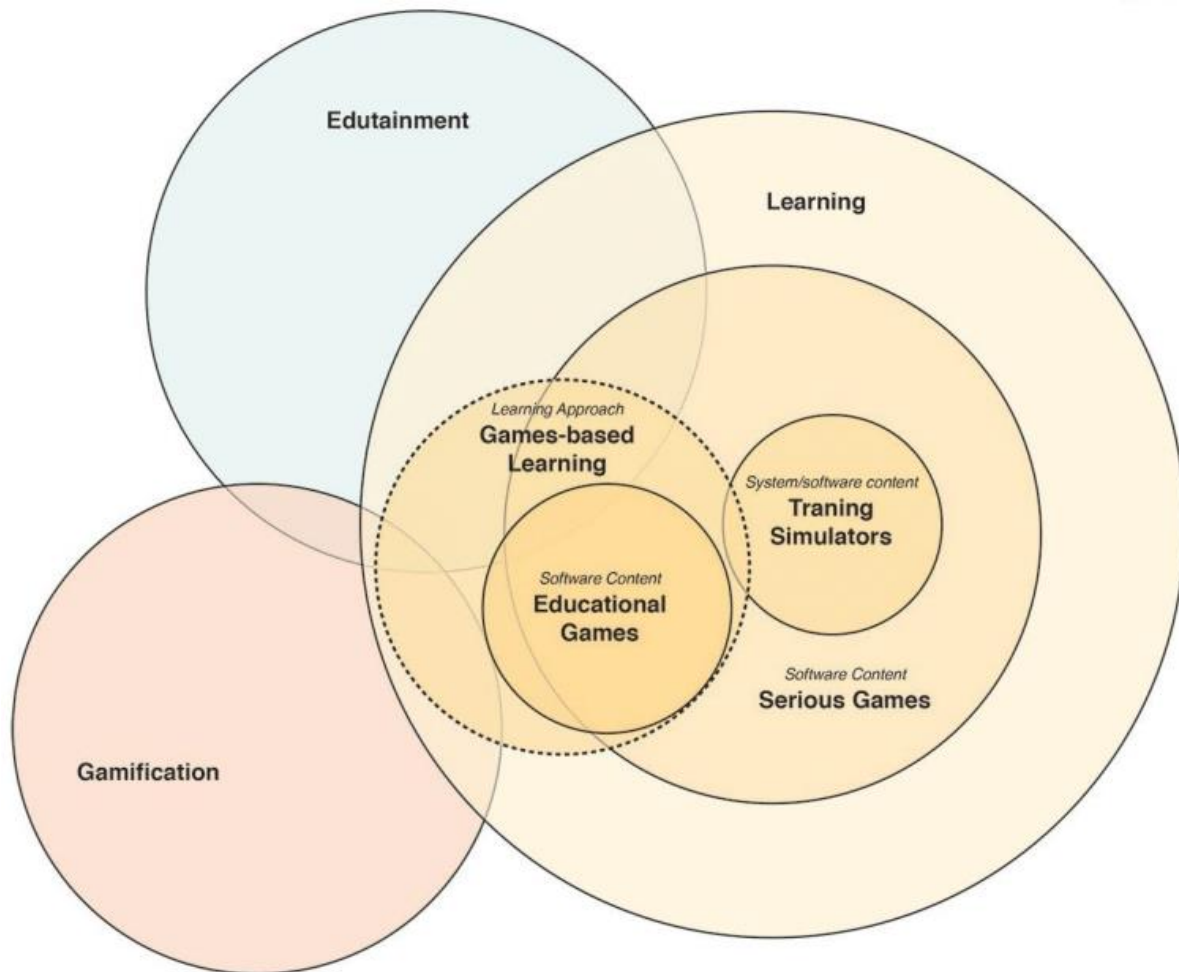 Edutainment
Learning
Learning Approach
Games-based
Learning
System/software content
Traning
Simulators
Software Content
Educational
Games
Software Content
Serious Games
Gamification